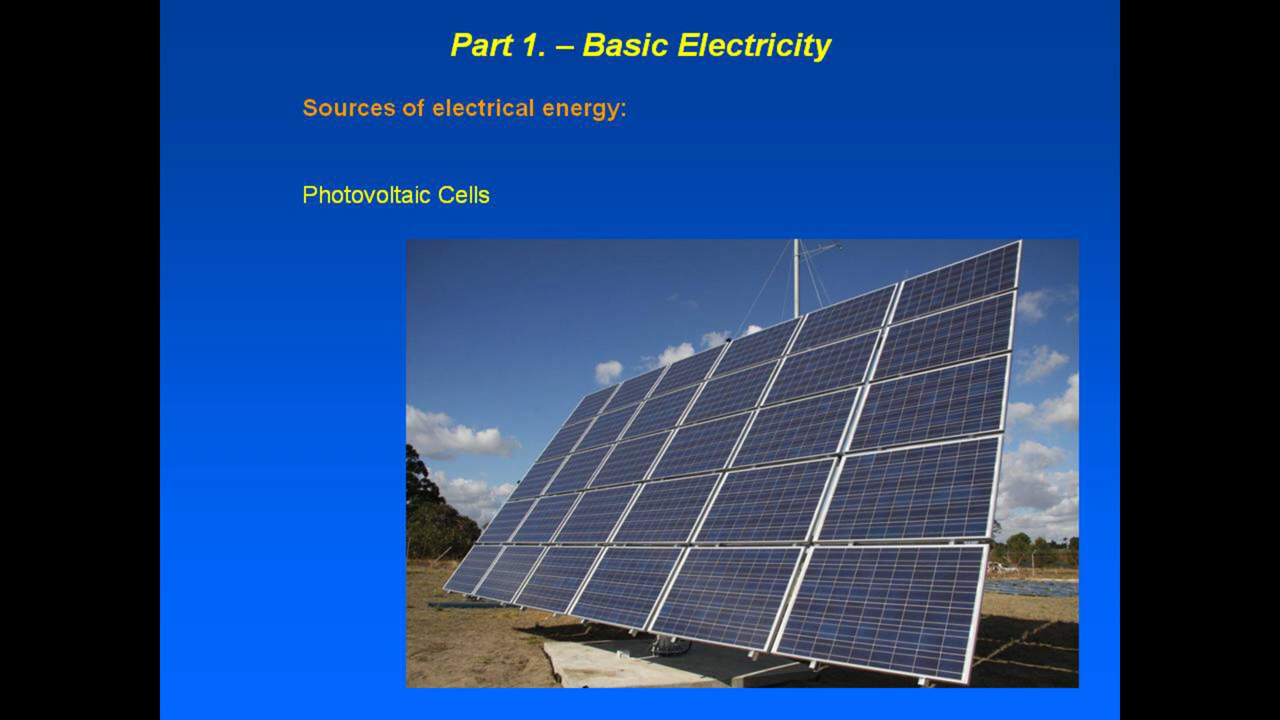 Part 1. – Basic Electricity
Sources of electrical energy:
Photovoltaic Cells